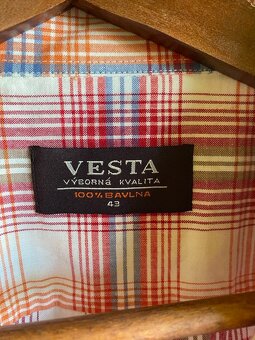 VESTA
VÝBORNÁ KVALITA
100% BAVLNA
43